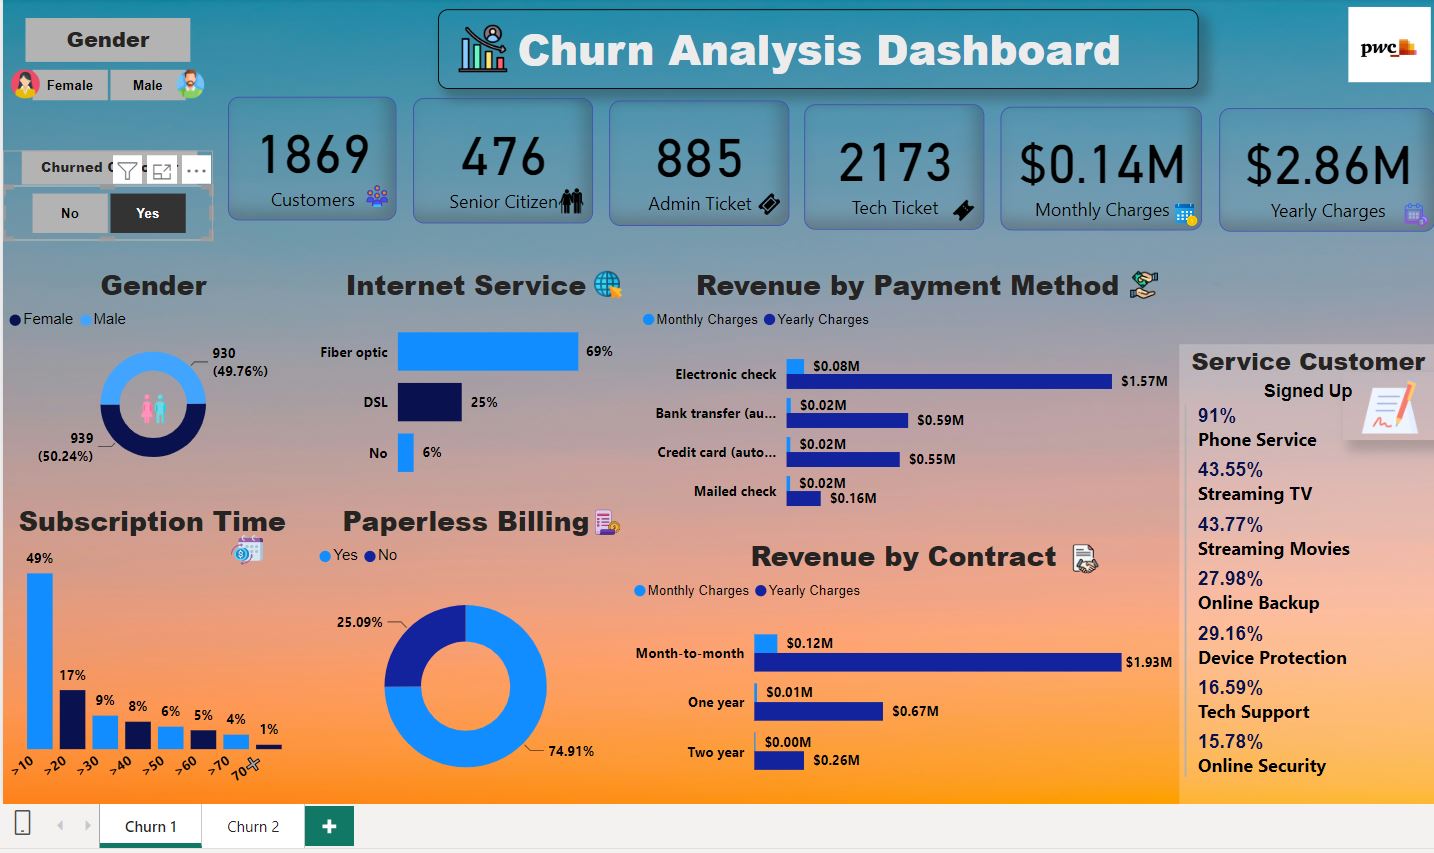 Gender
Female
Male
Churn Analysis Dashboard
pwc
Churned
No
Yes
1869
Customers
476
Senior Citizen
885
Admin Ticket
2173
Tech Ticket
$0.14M
Monthly Charges
$2.86M
Yearly Charges
Gender
Female Male
930
(49.76%)
939
(50.24%)
Internet Service
Fiber optic 69%
DSL 25%
No 6%
Revenue by Payment Method
Monthly Charges Yearly Charges
Electronic check $0.08M
$1.57M
Bank transfer (au... $0.02M
$0.59M
Credit card (auto... $0.02M
$0.55M
Mailed check $0.02M
$0.16M
Subscription Time
49%
17%
9%
8%
6%
5%
4%
1%
>10
>20
>30
>40
>50
>60
>70
70+
Paperless Billing
Yes No
25.09%
74.91%
Revenue by Contract
Monthly Charges Yearly Charges
Month-to-month $0.12M
$1.93M
One year $0.01M
$0.67M
Two year $0.00M
$0.26M
Service Customer
Signed Up
91%
Phone Service
43.55%
Streaming TV
43.77%
Streaming Movies
27.98%
Online Backup
29.16%
Device Protection
16.59%
Tech Support
15.78%
Online Security
Churn 1
Churn 2